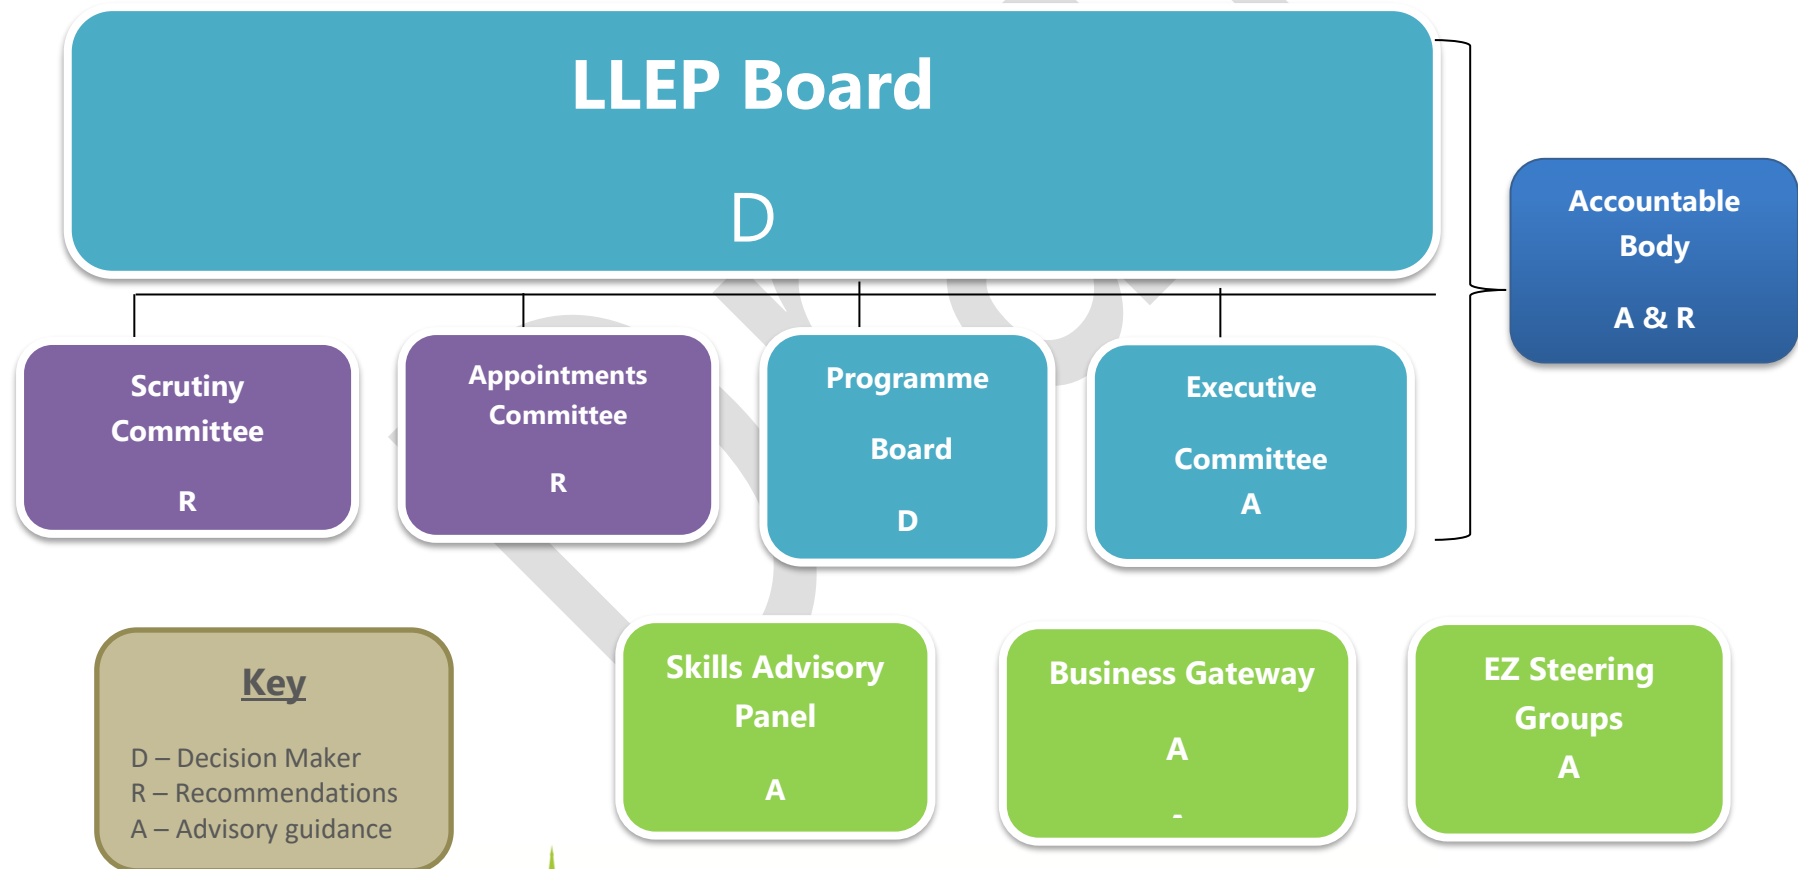 LLEP Board
D
Accountable
Body
A & R
Scrutiny
Committee
R
Appointments
Committee
R
Programme
Board
D
Executive
Committee
A
Key
D – Decision Maker
R – Recommendations
A – Advisory guidance
Skills Advisory
Panel
A
Business Gateway
A
-
EZ Steering
Groups
A